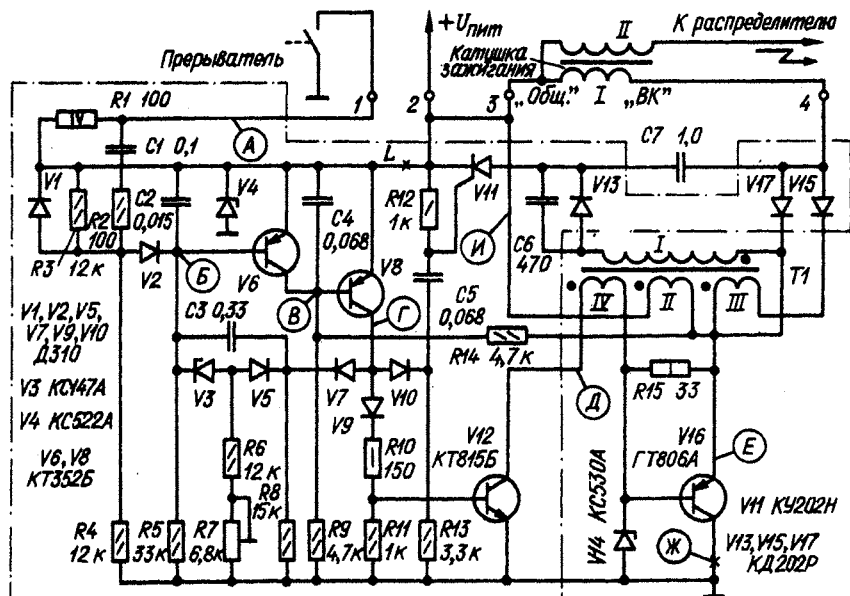 +Uпит
II
К распределителю
Прерыватель
Катушка
зажигания
I
1
2
3
„Общ.“
„ВК“
4
R1 100
А
C1 0,1
C7 1,0
L
V1
R2
100
R3
12 к
C2
0,015
V4
C4
0,068
R12
1к
V11
V13
V17
V15
И
C6
470
I
V2
Б
V6
V8
C5
0,068
T1
IV
II
III
В
Г
C3 0,33
V1, V2, V5,
V7, V9, V10
Д310
R14 4,7 к
R15 33
Д
V3
V5
V7
V10
V9
V3 КС147А
V4 КС522А
V6, V8
КТ352Б
R6
12 к
R10
150
V12
КТ815Б
V16
ГТ806А
Е
R8
15к
КС530А
V14
V11 КУ202Н
R4
12 к
R5
33к
R7
6,8к
R9
4,7к
R11
1к
R13
3,3 к
Ж
V13, V15, V17
КД202Р